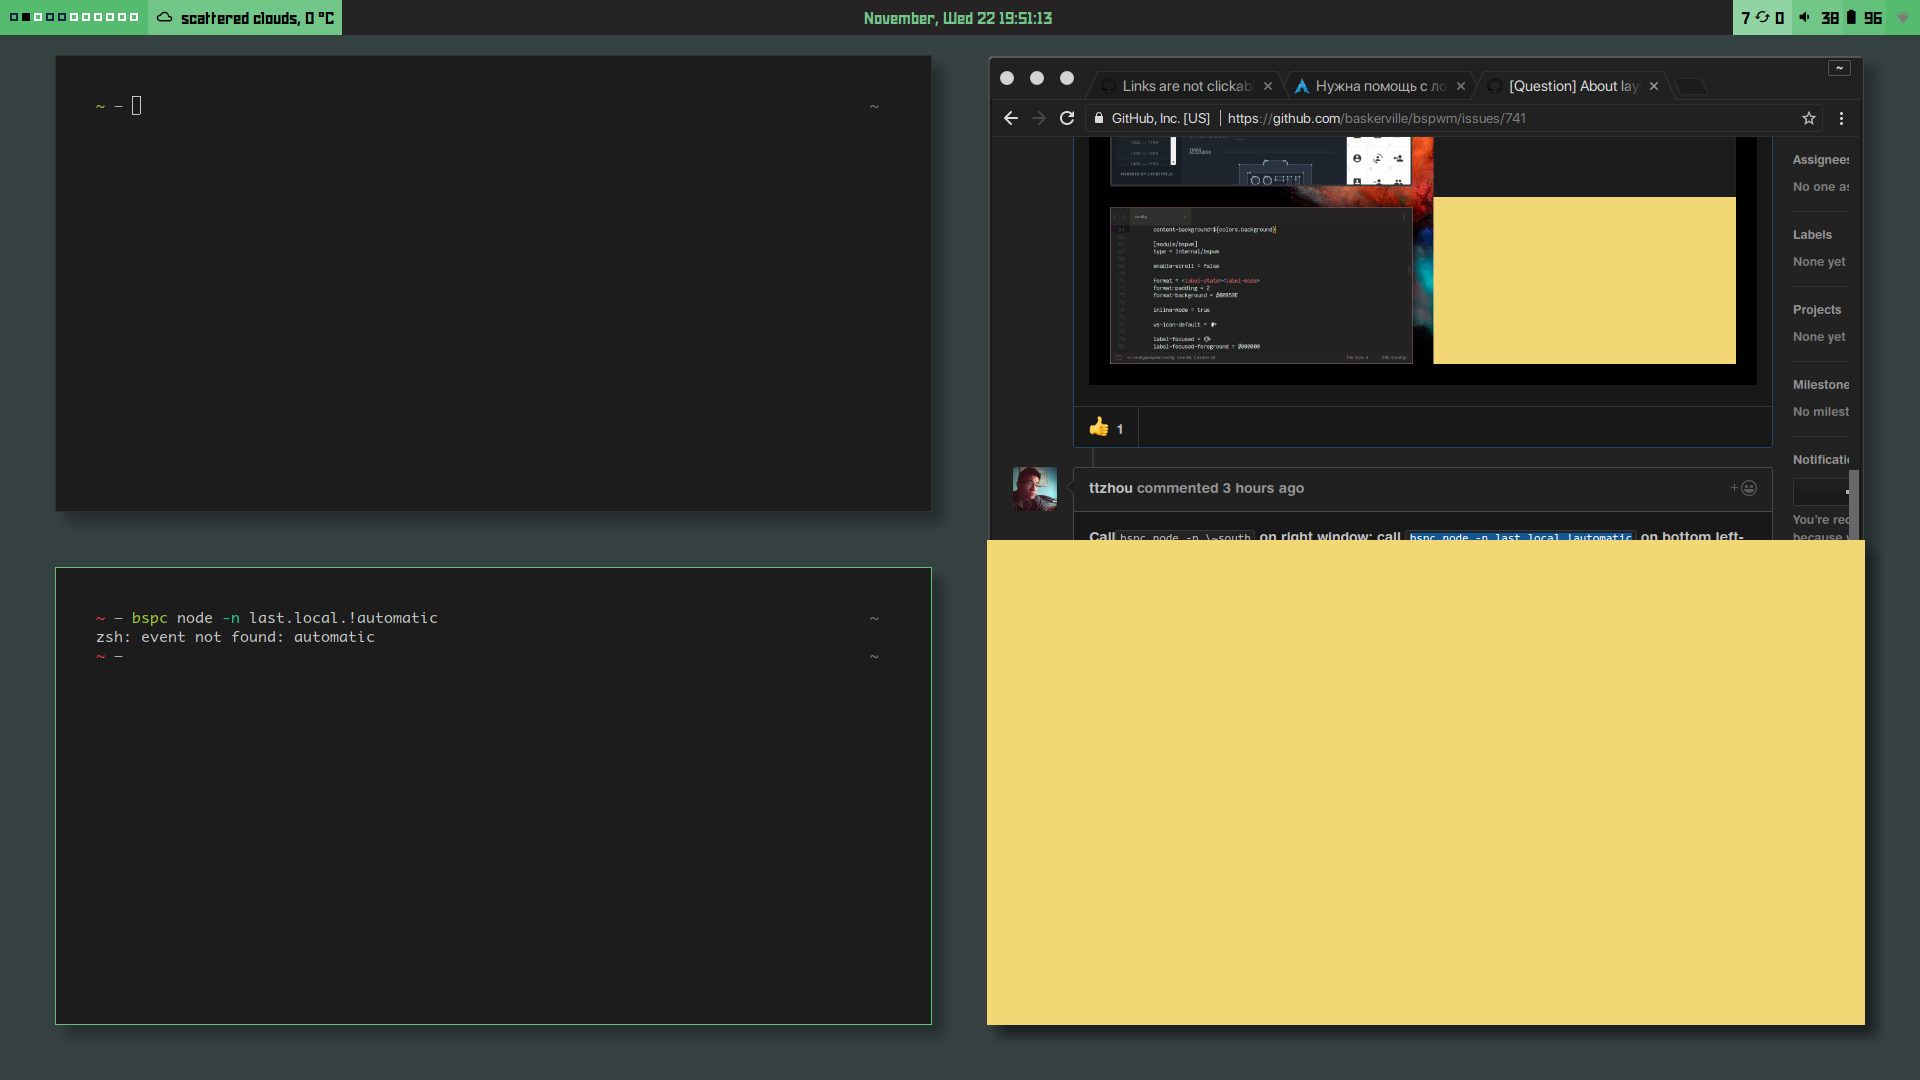 scattered clouds, 0 °C
November, Wed 22 19:51:13
7 0 38 96
~ – ~
~ – bspc node -n last.local.!automatic ~
zsh: event not found: automatic
~ – ~
~
Links are not clickab
Нужна помощь с ло
[Question] About lay
GitHub, Inc. [US] https://github.com/baskerville/bspwm/issues/741
config
content-background=${colors.background}
[module/bspwm]
type = internal/bspwm
enable-scroll = false
format = <label-state><label-mode>
format-padding = 2
format-background = #00959E
inline-mode = true
ws-icon-default =
label-focused =
label-focused-foreground = #000000
1
ttzhou commented 3 hours ago
Call bspc node -p \~south on right window; call bspc node -n last.local.!automatic on bottom left-
Assignees
No one as
Labels
None yet
Projects
None yet
Milestone
No milest
Notificati
You're rec
because y